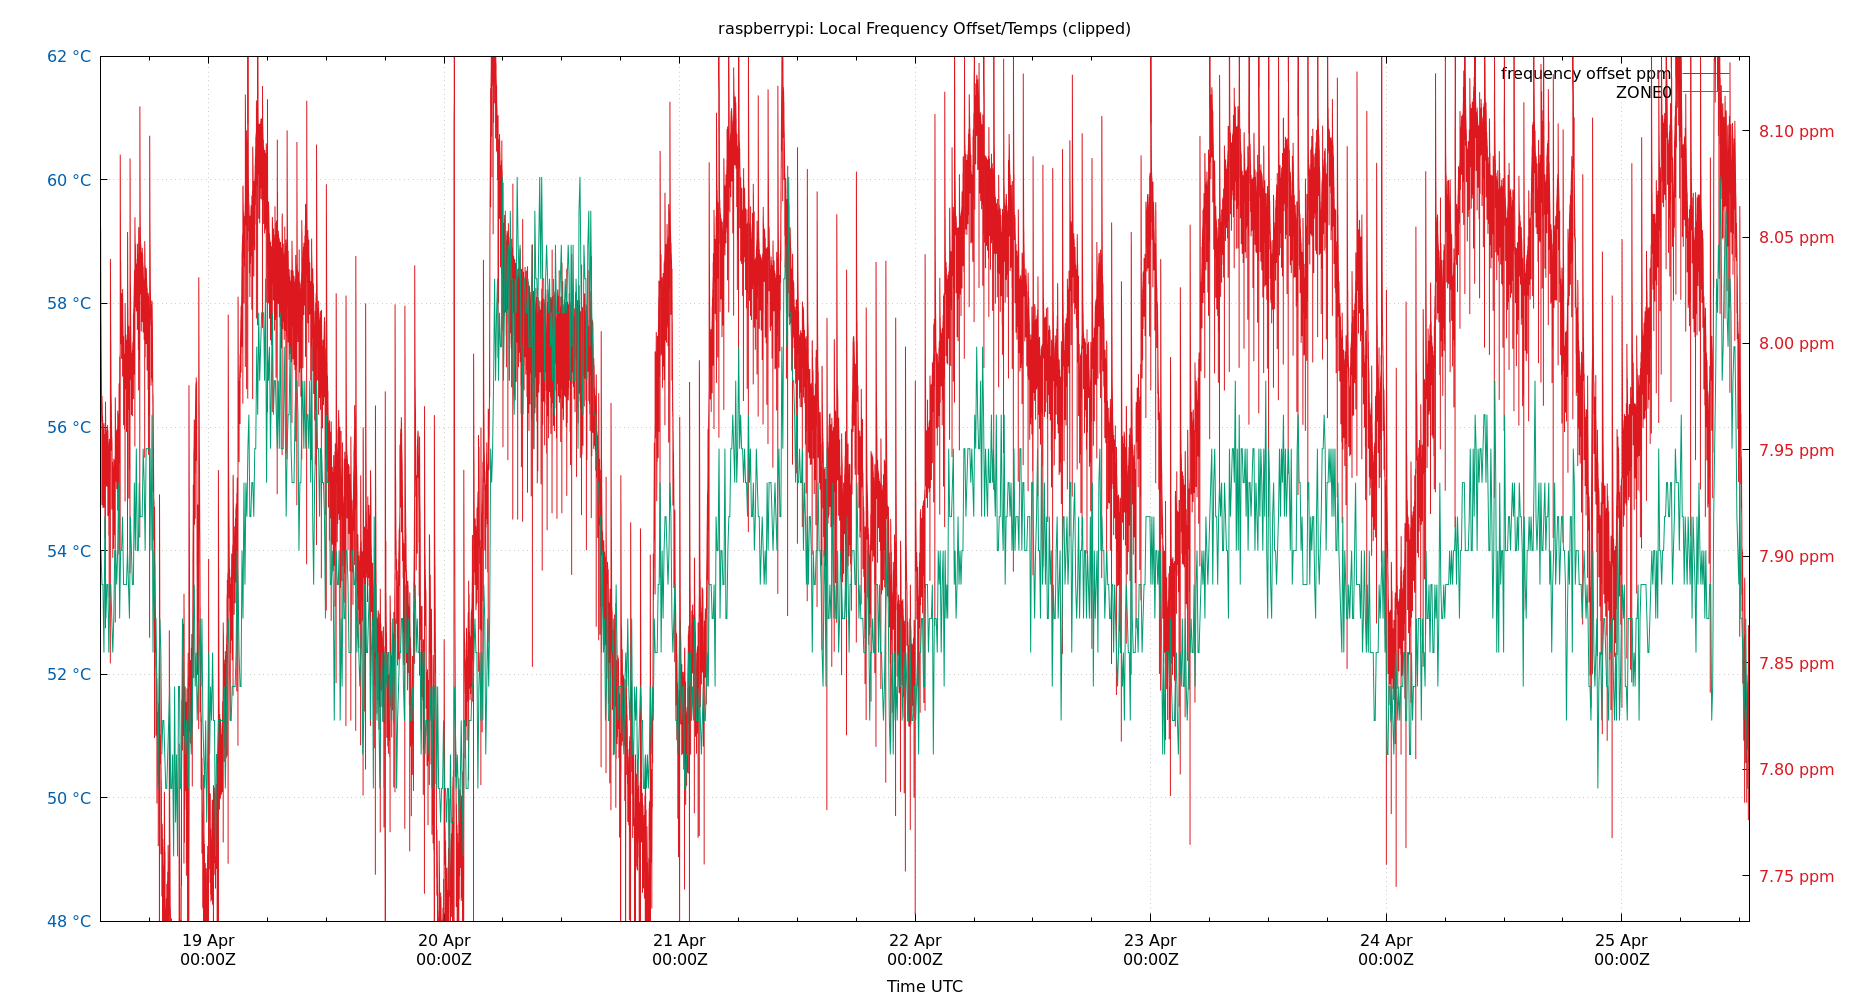 raspberrypi: Local Frequency Offset/Temps (clipped)
62 °C
60 °C
58 °C
56 °C
54 °C
52 °C
50 °C
48 °C
frequency offset ppm
ZONE0
8.10 ppm
8.05 ppm
8.00 ppm
7.95 ppm
7.90 ppm
7.85 ppm
7.80 ppm
7.75 ppm
19 Apr 20 Apr 21 Apr 22 Apr 23 Apr 24 Apr 25 Apr
00:00Z 00:00Z 00:00Z 00:00Z 00:00Z 00:00Z 00:00Z
Time UTC